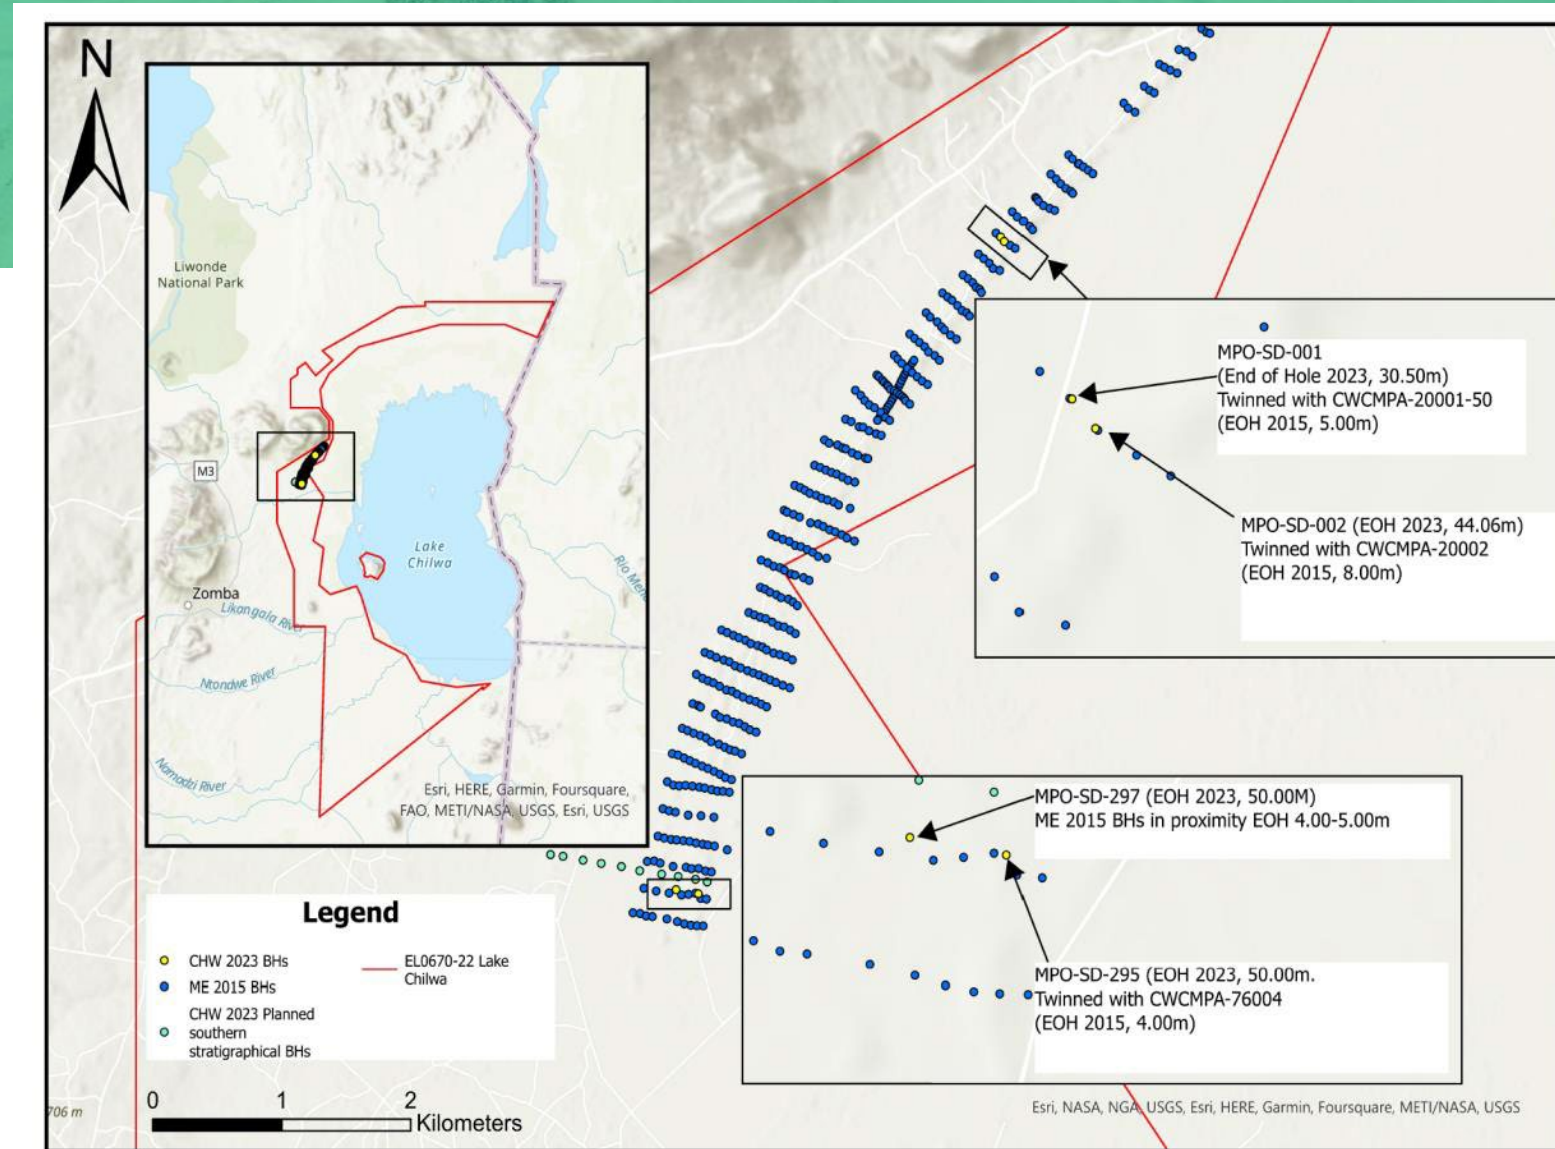 N
Liwonde
National Park
M3
Lake
Chilwa
Zomba
Likangala River
Ntondwe River
Namadzi River
Esri, HERE, Garmin, Foursquare,
FAO, METI/NASA, USGS, Esri, USGS
MPO-SD-001
(End of Hole 2023, 30.50m)
Twinned with CWCMPA-20001-50
(EOH 2015, 5.00m)
MPO-SD-002 (EOH 2023, 44.06m)
Twinned with CWCMPA-20002
(EOH 2015, 8.00m)
MPO-SD-297 (EOH 2023, 50.00M)
ME 2015 BHs in proximity EOH 4.00-5.00m
MPO-SD-295 (EOH 2023, 50.00m.
Twinned with CWCMPA-76004
(EOH 2015, 4.00m)
Legend
CHW 2023 BHs
ME 2015 BHs
CHW 2023 Planned
southern
stratigraphical BHs
EL0670-22 Lake
Chilwa
706 m
0 1 2
Kilometers
Esri, NASA, NGA, USGS, Esri, HERE, Garmin, Foursquare, METI/NASA, USGS